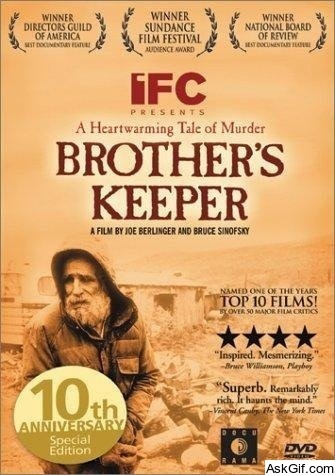 WINNER
DIRECTORS GUILD
OF AMERICA
BEST DOCUMENTARY FEATURE
WINNER
SUNDANCE
FILM FESTIVAL
AUDIENCE AWARD
WINNER
NATIONAL BOARD
OF REVIEW
BEST DOCUMENTARY FEATURE
iFC
PRESENTS
A Heartwarming Tale of Murder
BROTHER'S
KEEPER
A FILM BY JOE BERLINGER AND BRUCE SINOFSKY
NAMED ONE OF THE YEARS
TOP 10 FILMS!
BY OVER 50 MAJOR FILM CRITICS
"Inspired. Mesmerizing."
-Bruce Williamson, Playboy
"Superb. Remarkably
rich. It haunts the mind."
-Vincent Canby, The New York Times
10th
ANNIVERSARY
Special
Edition
DOCU
RAMA
DVD
VIDEO
AskGif.com